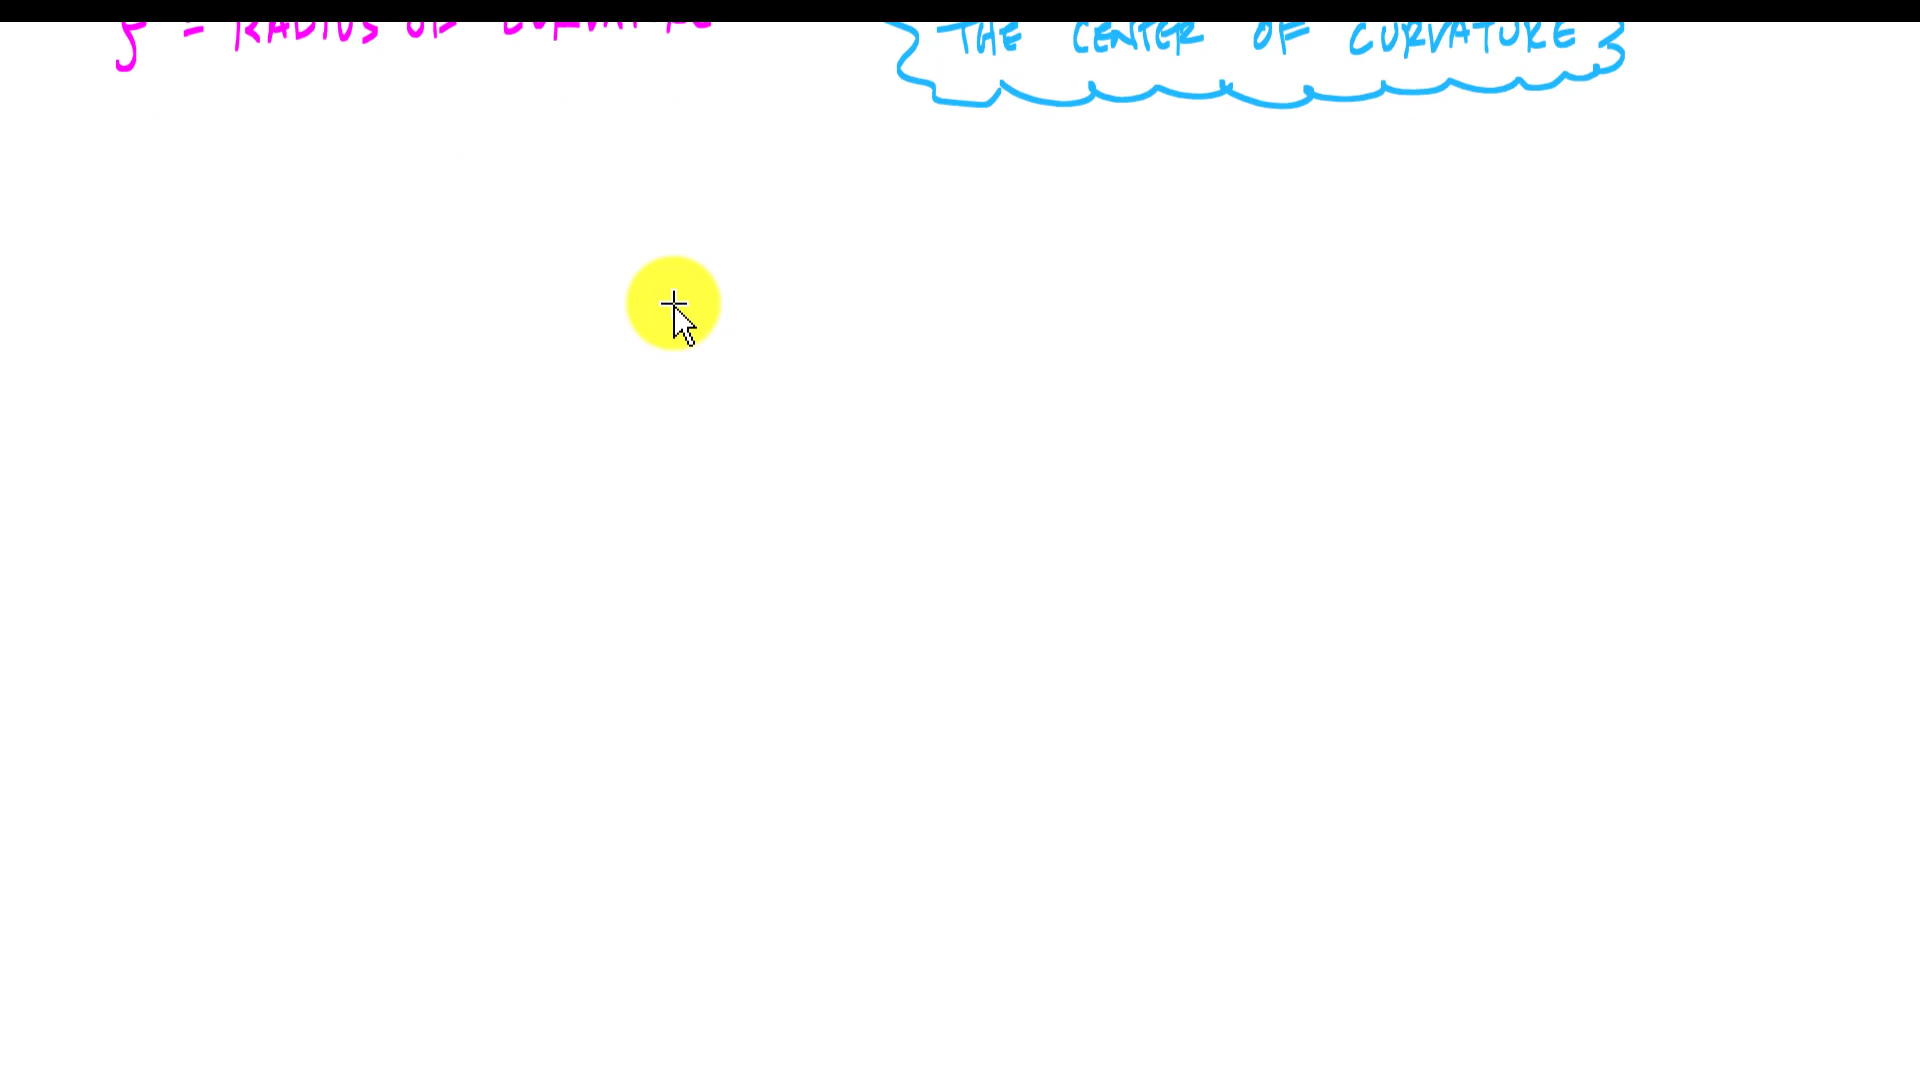 = RADIUS OF CURVATURE
THE CENTER OF CURVATURE